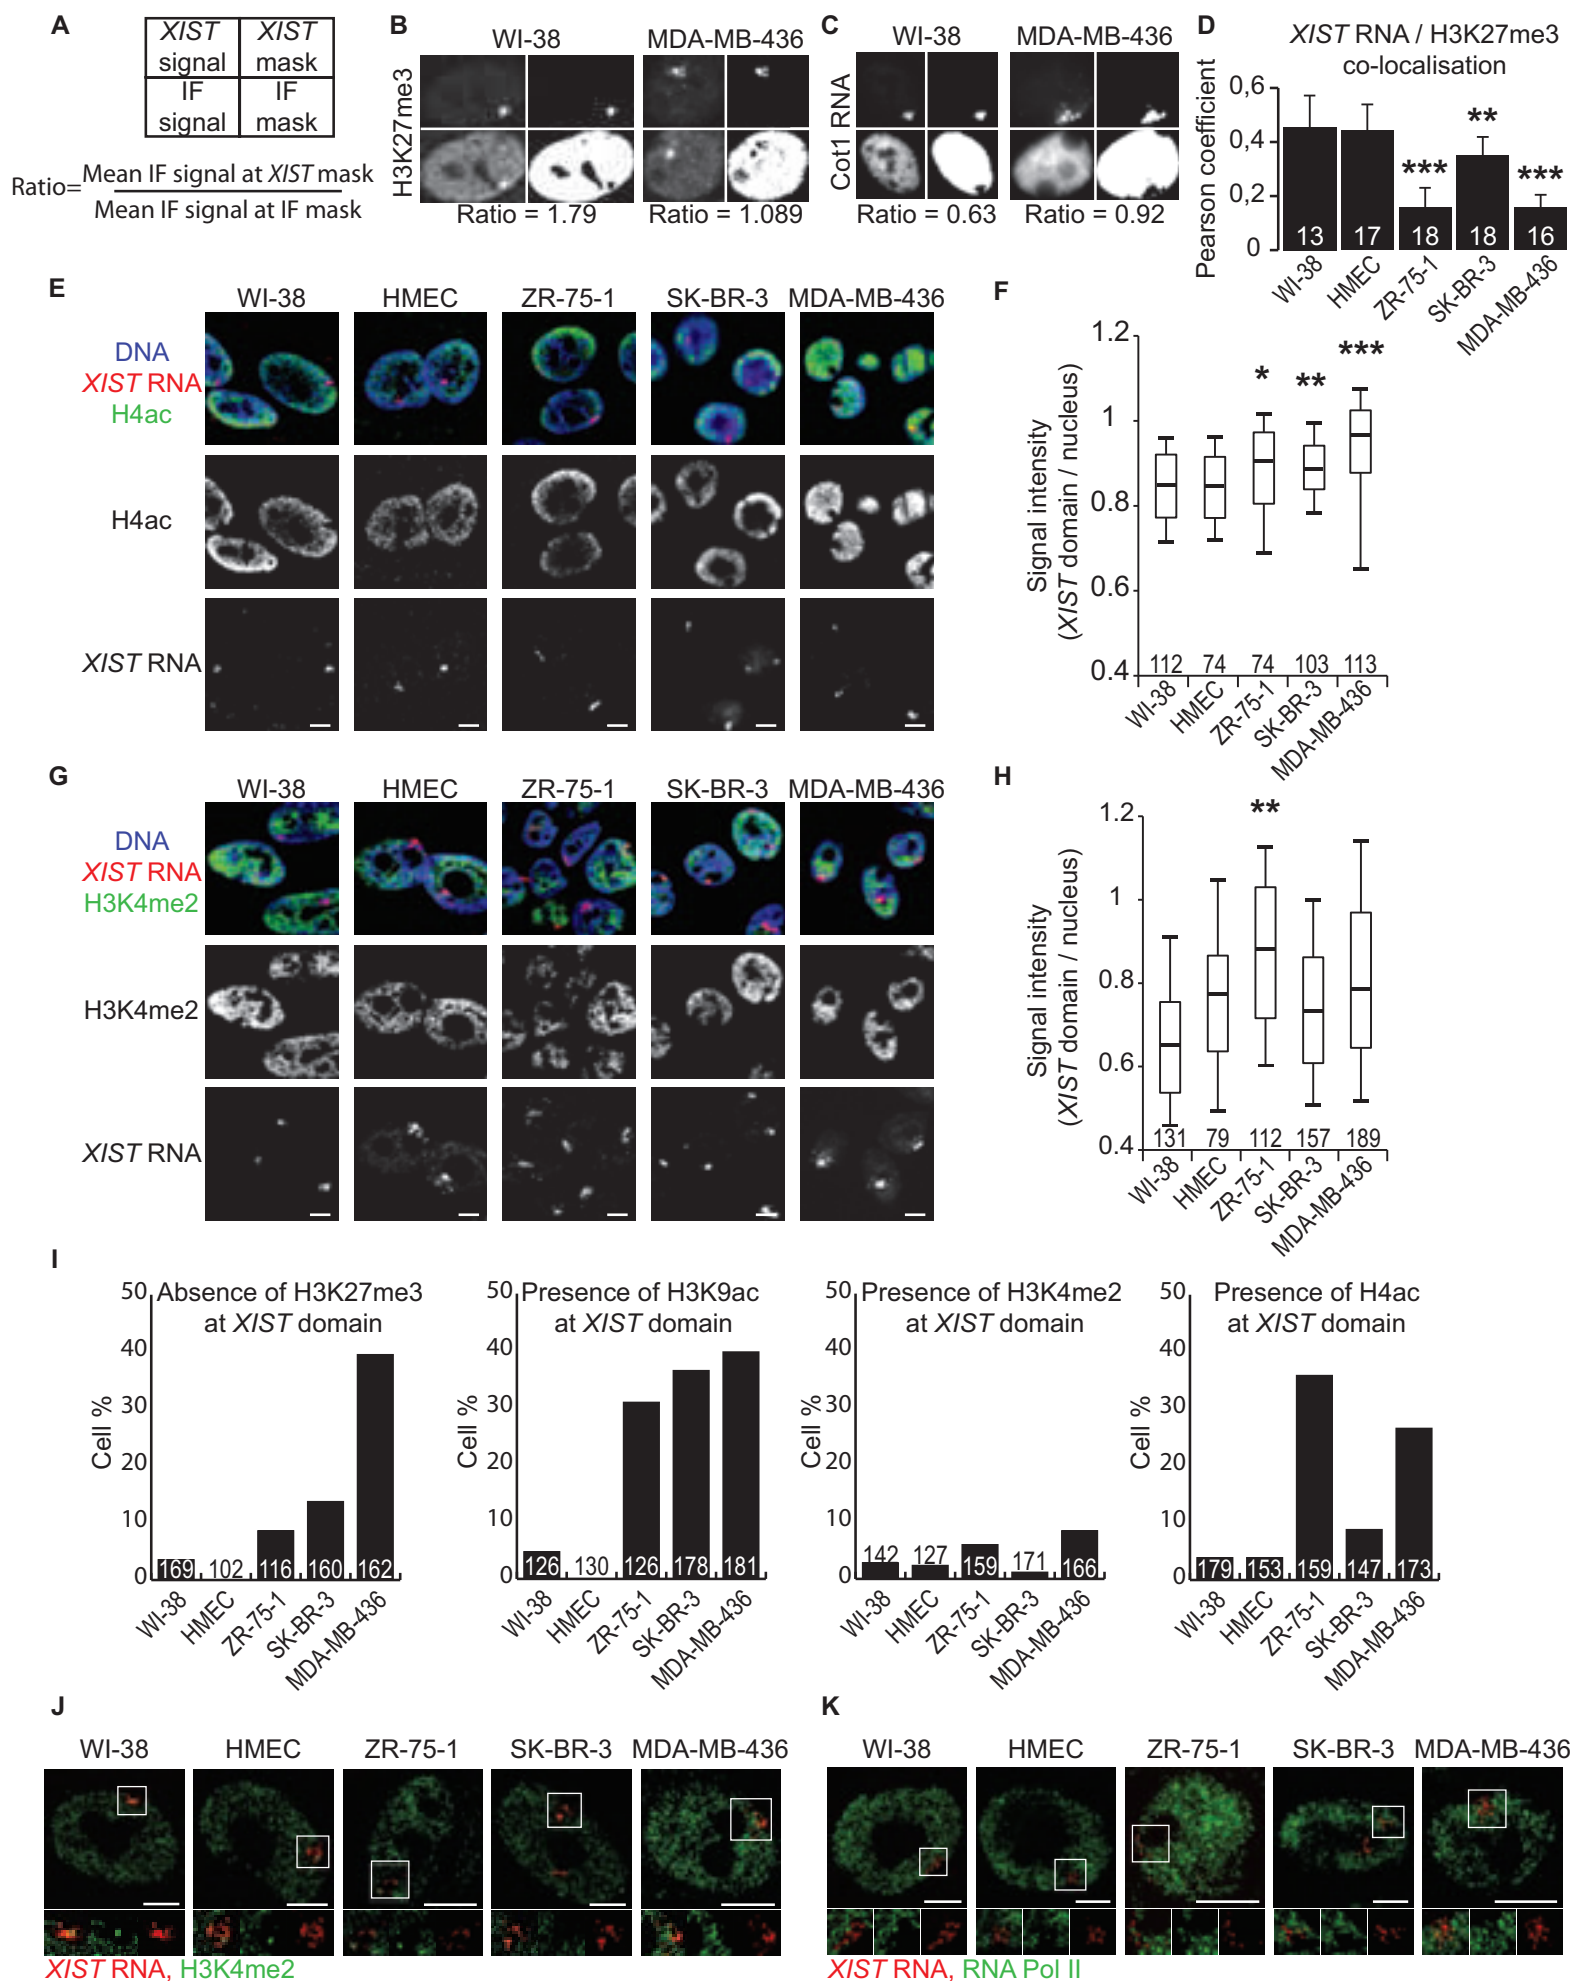 A
XIST signal
XIST mask
IF signal
IF mask
Ratio= Mean IF signal at XIST mask
Mean IF signal at IF mask
B
WI-38 MDA-MB-436
H3K27me3
Ratio = 1.79 Ratio = 1.089
C
WI-38 MDA-MB-436
Cot1 RNA
Ratio = 0.63 Ratio = 0.92
D
XIST RNA / H3K27me3
co-localisation
Pearson coefficient
0,6
0,4
0,2
0
*** ** ***
13 17 18 18 16
WI-38 HMEC ZR-75-1 SK-BR-3 MDA-MB-436
E
WI-38 HMEC ZR-75-1 SK-BR-3 MDA-MB-436
DNA
XIST RNA
H4ac
H4ac
XIST RNA
F
Signal intensity
(XIST domain / nucleus)
1.2
1
0.8
0.6
0.4
* ** ***
112 74 74 103 113
WI-38 HMEC ZR-75-1 SK-BR-3 MDA-MB-436
G
WI-38 HMEC ZR-75-1 SK-BR-3 MDA-MB-436
DNA
XIST RNA
H3K4me2
H3K4me2
XIST RNA
H
Signal intensity
(XIST domain / nucleus)
1.2
1
0.8
0.6
0.4
**
131 79 112 157 189
WI-38 HMEC ZR-75-1 SK-BR-3 MDA-MB-436
I
Absence of H3K27me3
at XIST domain
Cell %
50
40
30
20
10
0
169 102 116 160 162
WI-38 HMEC ZR-75-1 SK-BR-3 MDA-MB-436
Presence of H3K9ac
at XIST domain
Cell %
50
40
30
20
10
0
126 130 126 178 181
WI-38 HMEC ZR-75-1 SK-BR-3 MDA-MB-436
Presence of H3K4me2
at XIST domain
Cell %
50
40
30
20
10
0
142 127 159 171 166
WI-38 HMEC ZR-75-1 SK-BR-3 MDA-MB-436
Presence of H4ac
at XIST domain
Cell %
50
40
30
20
10
0
179 153 159 147 173
WI-38 HMEC ZR-75-1 SK-BR-3 MDA-MB-436
J
WI-38 HMEC ZR-75-1 SK-BR-3 MDA-MB-436
XIST RNA, H3K4me2
K
WI-38 HMEC ZR-75-1 SK-BR-3 MDA-MB-436
XIST RNA, RNA Pol II